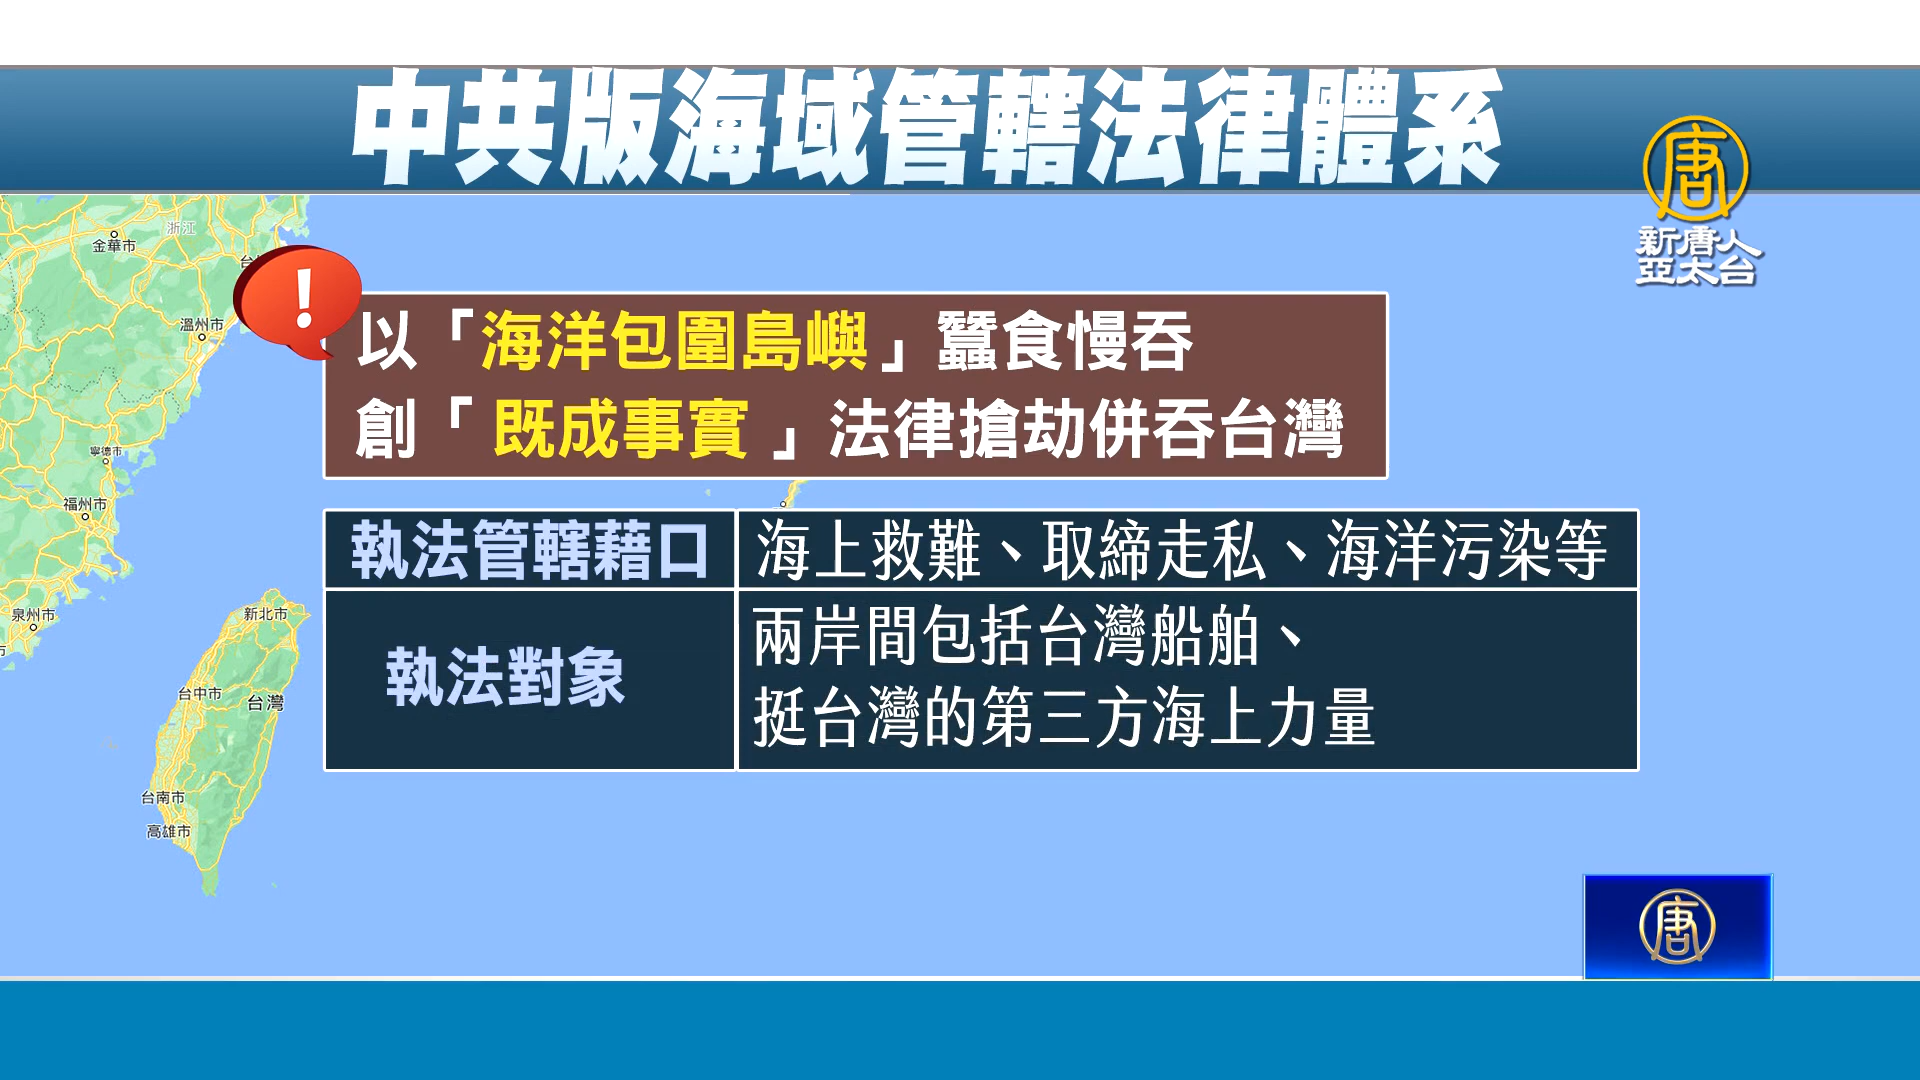 中共版海域管轄法律體系
唐
新唐人
亞太台
浙江
金華市
溫州市
!
以「海洋包圍島嶼」蠶食慢吞
創「既成事實」法律搶劫併吞台灣
寧德市
福州市
執法管轄藉口
海上救難、取締走私、海洋污染等
泉州市
新北市
執法對象
兩岸間包括台灣船舶、
挺台灣的第三方海上力量
台中市
台灣
台南市
高雄市
唐